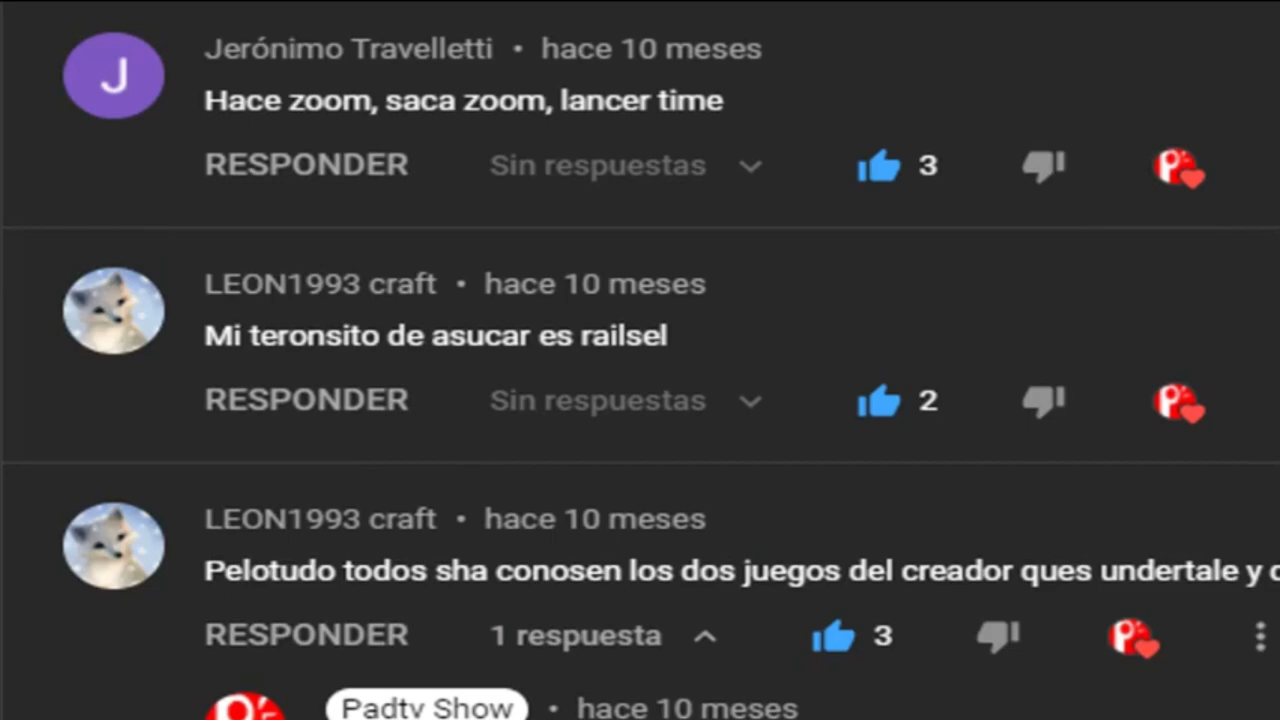 J
Jerónimo Travelletti • hace 10 meses
Hace zoom, saca zoom, lancer time
RESPONDER Sin respuestas 3
LEON1993 craft • hace 10 meses
Mi teronsito de asucar es railsel
RESPONDER Sin respuestas 2
LEON1993 craft • hace 10 meses
Pelotudo todos sha conosen los dos juegos del creador ques undertale y
RESPONDER 1 respuesta 3
Padtv Show • hace 10 meses